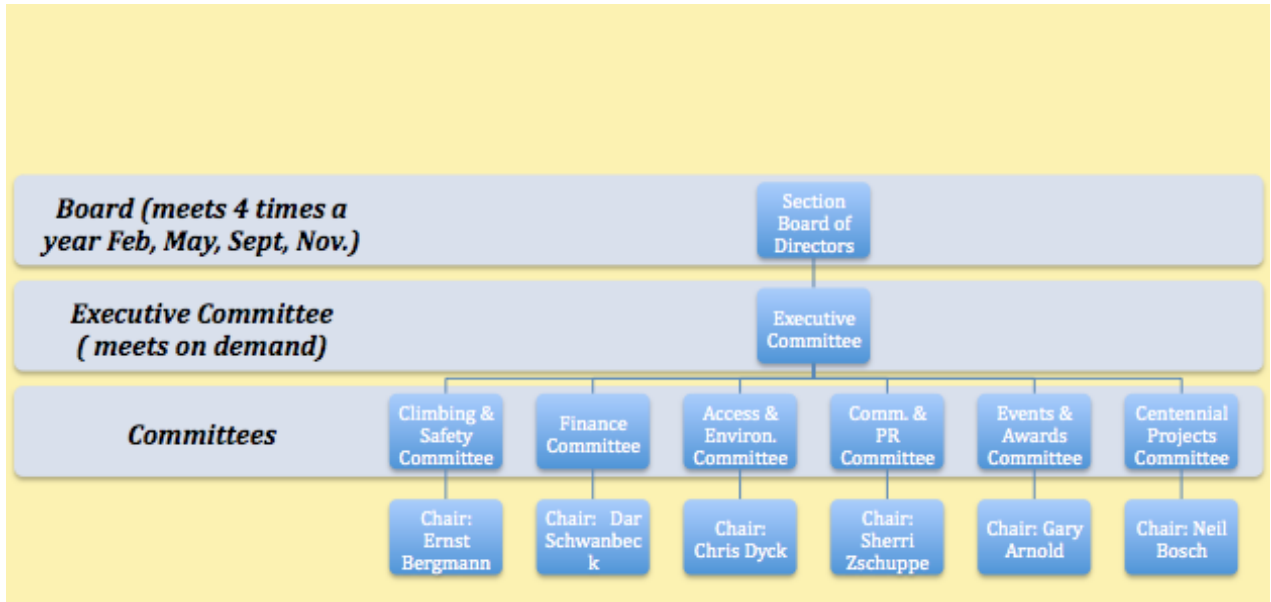 Board (meets 4 times a
year Feb, May, Sept, Nov.)
Section
Board of
Directors
Executive Committee
( meets on demand)
Executive
Committee
Committees
Climbing &
Safety
Committee
Finance
Committee
Access &
Environ.
Committee
Comm. &
PR
Committee
Events &
Awards
Committee
Centennial
Projects
Committee
Chair:
Ernst
Bergmann
Chair: Dar
Schwanbec
k
Chair:
Chris Dyck
Chair:
Sherri
Zschuppe
Chair: Gary
Arnold
Chair: Neil
Bosch